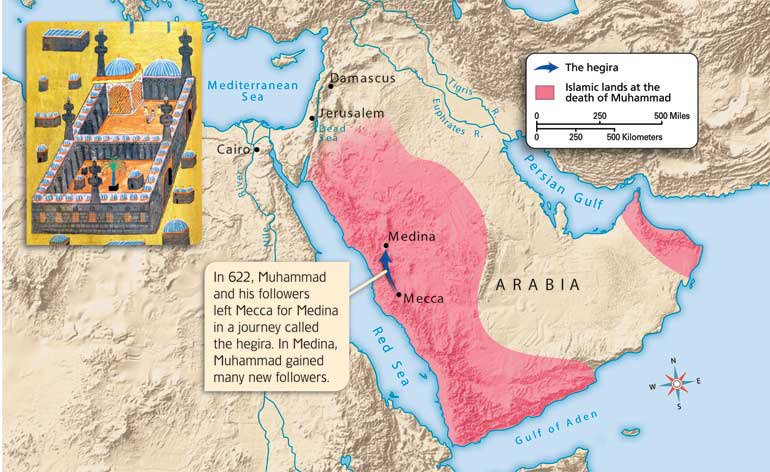 The hegira
Islamic lands at the
death of Muhammad
0 250 500 Miles
0 250 500 Kilometers
Mediterranean
Sea
Damascus
Jerusalem
Dead
Sea
Cairo
River
Nile
Tigris R.
Euphrates R.
Persian Gulf
Medina
Mecca
ARABIA
Red Sea
Gulf of Aden
In 622, Muhammad
and his followers
left Mecca for Medina
in a journey called
the hegira. In Medina,
Muhammad gained
many new followers.
N
W E
S